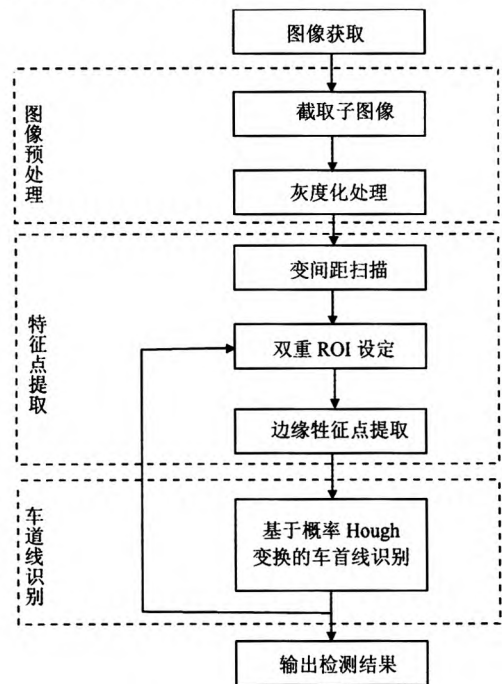 图像获取
图像预处理
截取子图像
灰度化处理
特征点提取
变间距扫描
双重 ROI 设定
边缘牲征点提取
车道线识别
基于概率 Hough
变换的车首线识别
输出检测结果